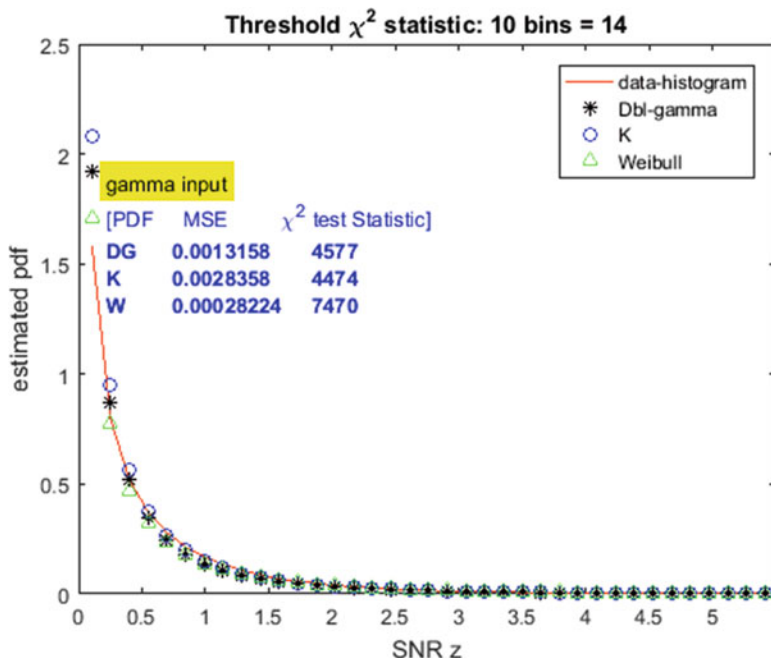 Threshold χ² statistic: 10 bins = 14
2.5
2
1.5
1
0.5
0
estimated pdf
data-histogram
Dbl-gamma
K
Weibull
gamma input
[PDF MSE χ² test Statistic]
DG 0.0013158 4577
K 0.0028358 4474
W 0.00028224 7470
0 0.5 1 1.5 2 2.5 3 3.5 4 4.5 5
SNR z